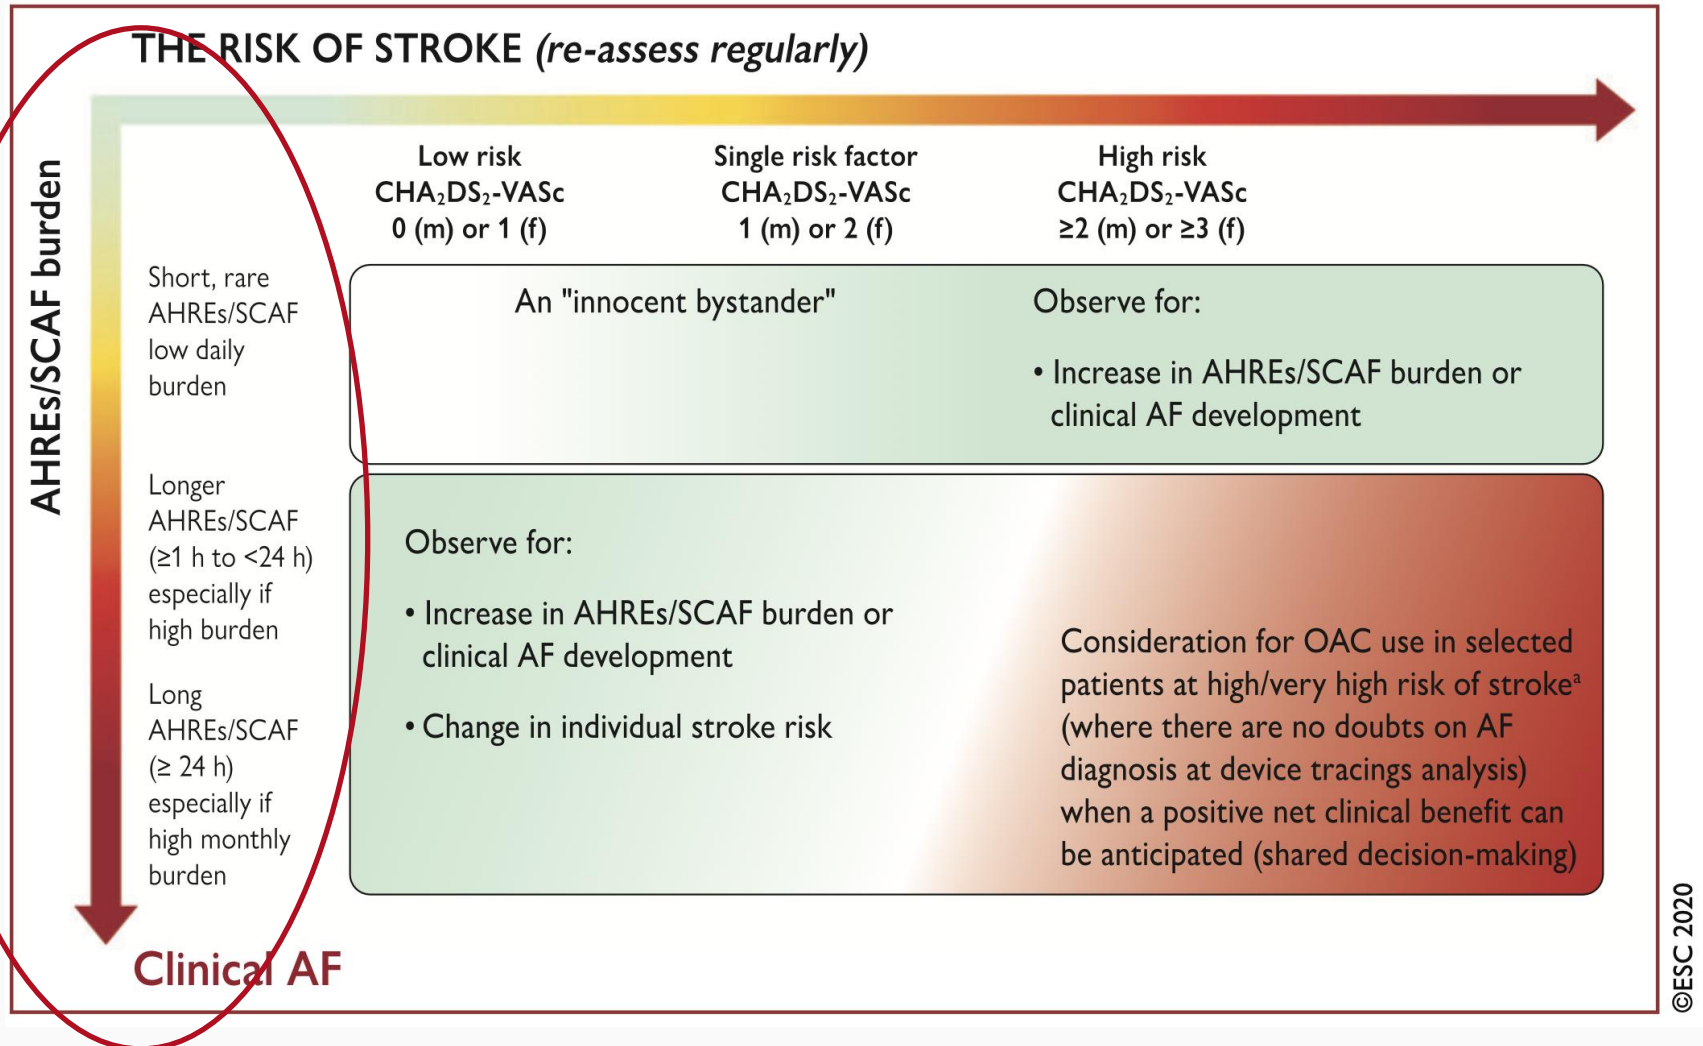 THE RISK OF STROKE (re-assess regularly)
AHREs/SCAF burden
Low risk
CHA₂DS₂-VASc
0 (m) or 1 (f)
Single risk factor
CHA₂DS₂-VASc
1 (m) or 2 (f)
High risk
CHA₂DS₂-VASc
≥2 (m) or ≥3 (f)
Short, rare
AHREs/SCAF
low daily
burden
An "innocent bystander"
Observe for:
• Increase in AHREs/SCAF burden or
clinical AF development
Longer
AHREs/SCAF
(≥1 h to <24 h)
especially if
high burden
Long
AHREs/SCAF
(≥ 24 h)
especially if
high monthly
burden
Observe for:
• Increase in AHREs/SCAF burden or
clinical AF development
• Change in individual stroke risk
Consideration for OAC use in selected
patients at high/very high risk of strokeᵃ
(where there are no doubts on AF
diagnosis at device tracings analysis)
when a positive net clinical benefit can
be anticipated (shared decision-making)
Clinical AF
©ESC 2020